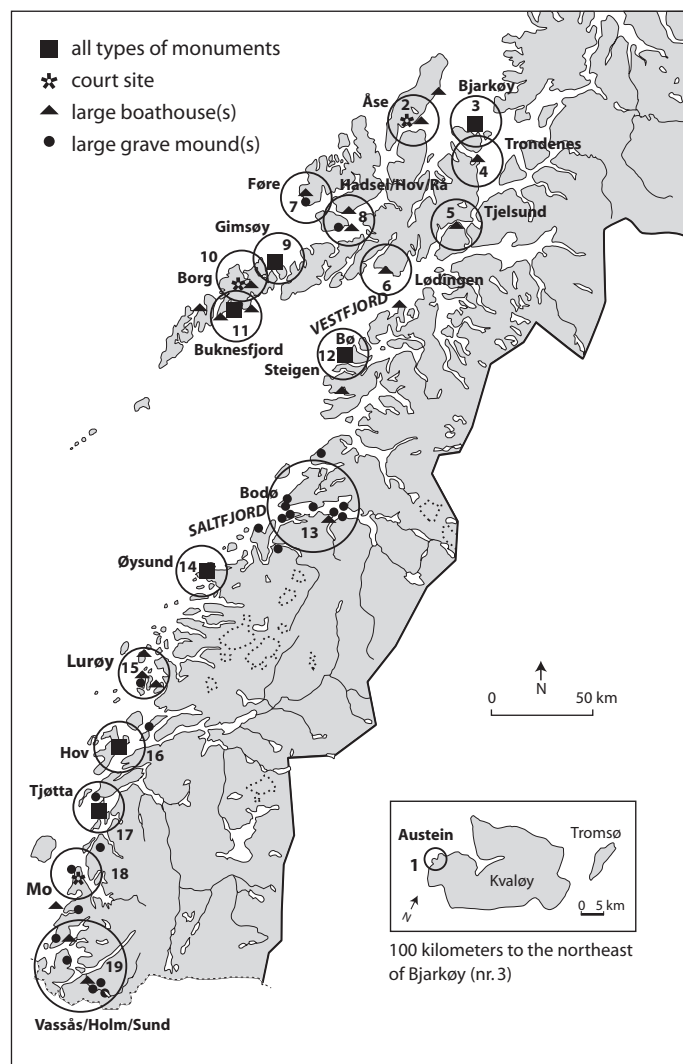 all types of monuments
court site
large boathouse(s)
large grave mound(s)
Bjarkøy
Åse
2
3
Trondenes
4
Føre
7
Hadsel/Hov/Rå
8
5
Tjelsund
Gimsøy
9
10
Borg
6
Lødingen
VESTFJORD
11
Buknesfjord
Bø
12
Steigen
Bodø
SALTFJORD
13
Øysund
14
Lurøy
15
N
0 50 km
Hov
16
Tjøtta
17
18
Mo
19
Vassås/Holm/Sund
Austein
1
Tromsø
Kvaløy
N
0 5 km
100 kilometers to the northeast
of Bjarkøy (nr. 3)